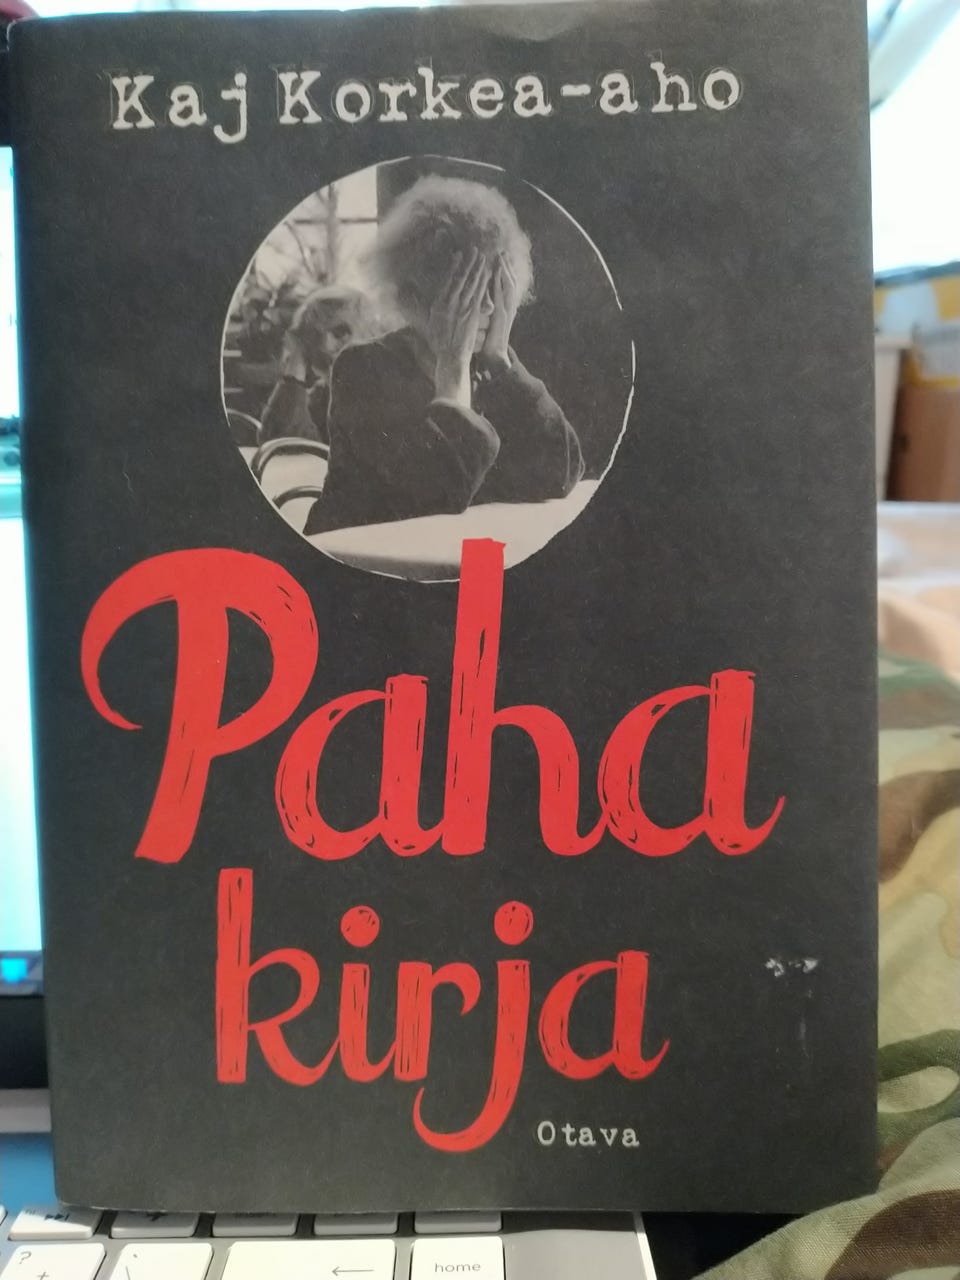 Kaj Korkea-aho
Paha
kirja
Otava
?
+
home